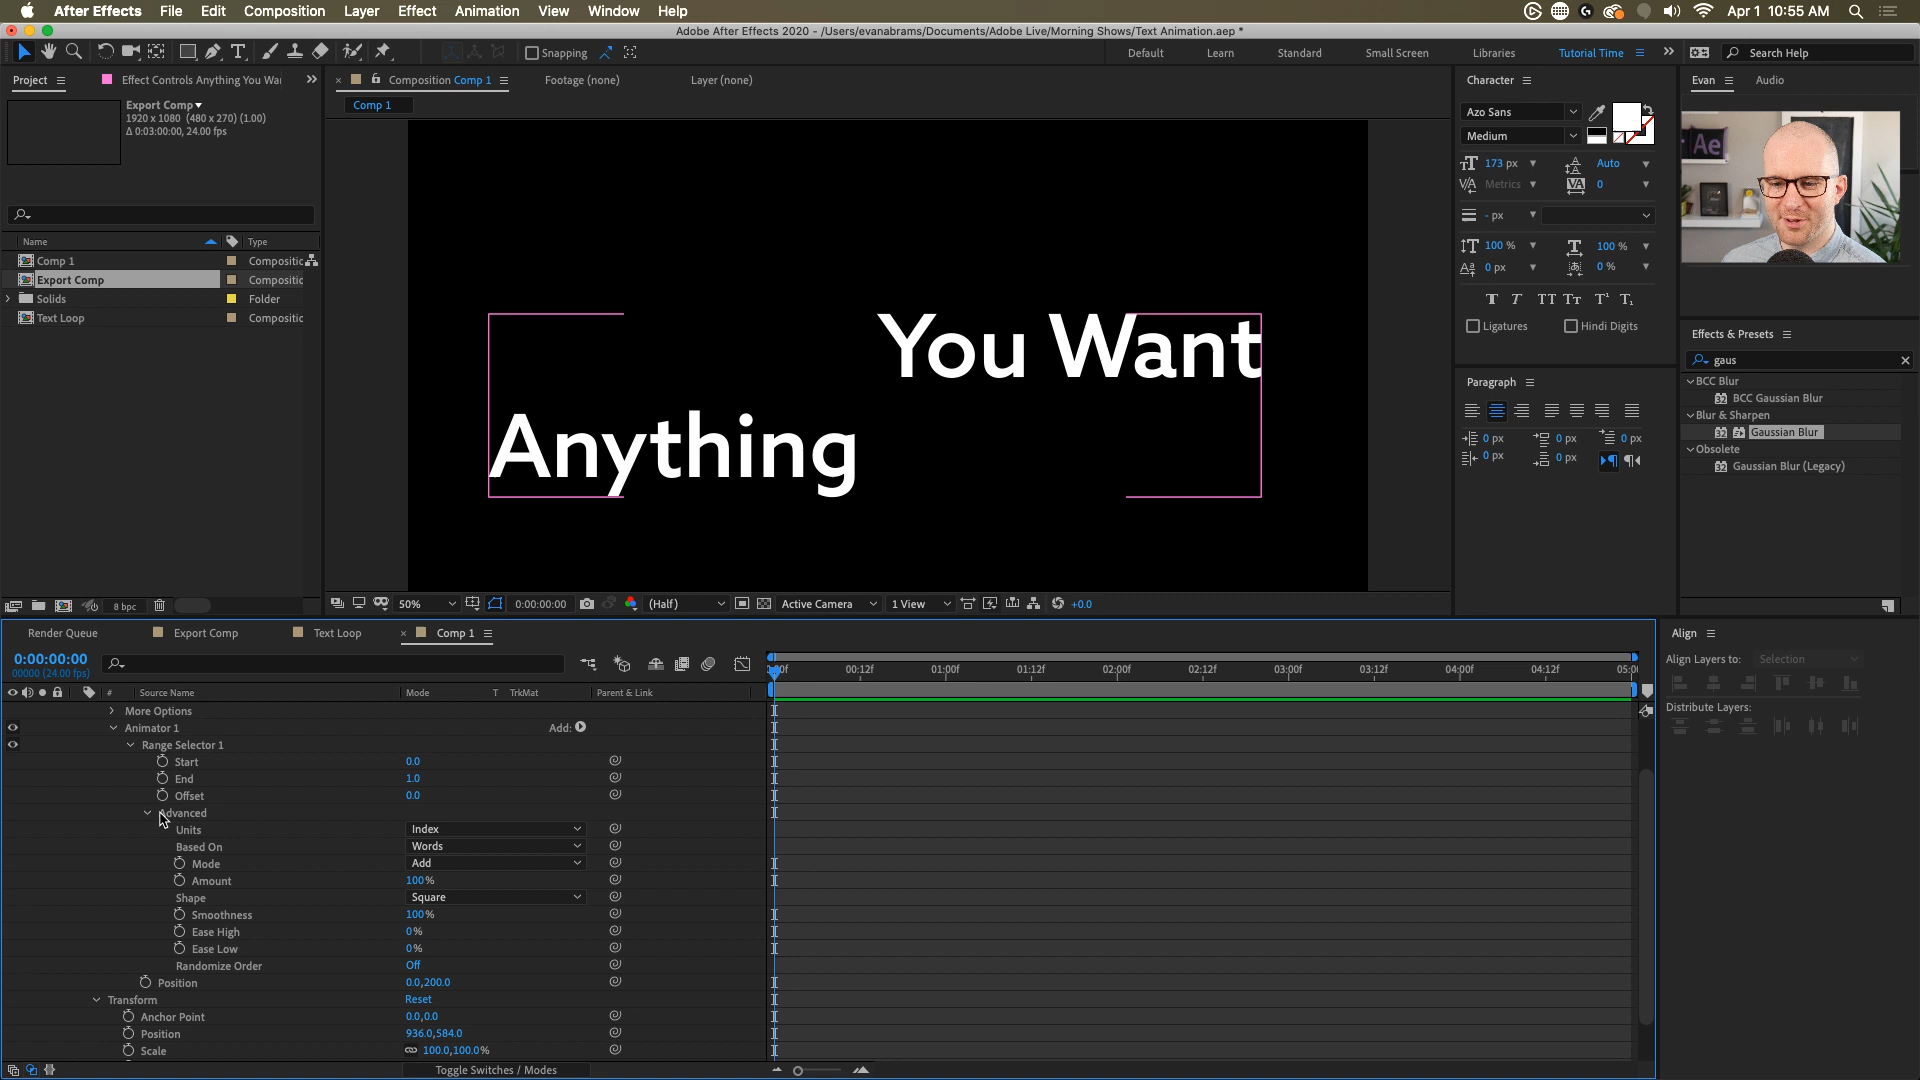 After Effects File Edit Composition Layer Effect Animation View Window Help
Apr 1 10:55 AM
Adobe After Effects 2020 - /Users/evanabrams/Documents/Adobe Live/Morning Shows/Text Animation.aep *
Snapping
Default Learn Standard Small Screen Libraries Tutorial Time Search Help
Project Effect Controls Anything You Wa
Composition Comp 1 Footage (none) Layer (none)
Comp 1
Export Comp
1920 x 1080 (480 x 270) (1.00)
Δ 0:03:00:00, 24.00 fps
Name Type
Comp 1 Compositic
Export Comp Compositic
Solids Folder
Text Loop Compositic
8 bpc
You Want
Anything
50% 0:00:00:00 (Half) Active Camera 1 View +0.0
Character
Azo Sans
Medium
173 px Auto
Metrics 0
- px
100 % 100 %
0 px 0 %
Ligatures Hindi Digits
Paragraph
0 px 0 px 0 px
0 px 0 px
Evan Audio
Ae
Effects & Presets
gaus
BCC Blur
BCC Gaussian Blur
Blur & Sharpen
Gaussian Blur
Obsolete
Gaussian Blur (Legacy)
Render Queue Export Comp Text Loop Comp 1
0:00:00:00
00000 (24.00 fps)
00f 00:12f 01:00f 01:12f 02:00f 02:12f 03:00f 03:12f 04:00f 04:12f 05:0
# Source Name Mode T TrkMat Parent & Link
More Options
Animator 1 Add:
Range Selector 1
Start 0.0
End 1.0
Offset 0.0
Advanced
Units Index
Based On Words
Mode Add
Amount 100%
Shape Square
Smoothness 100%
Ease High 0%
Ease Low 0%
Randomize Order Off
Position 0.0,200.0
Transform Reset
Anchor Point 0.0,0.0
Position 936.0,584.0
Scale 100.0,100.0%
Toggle Switches / Modes
Align
Align Layers to: Selection
Distribute Layers: